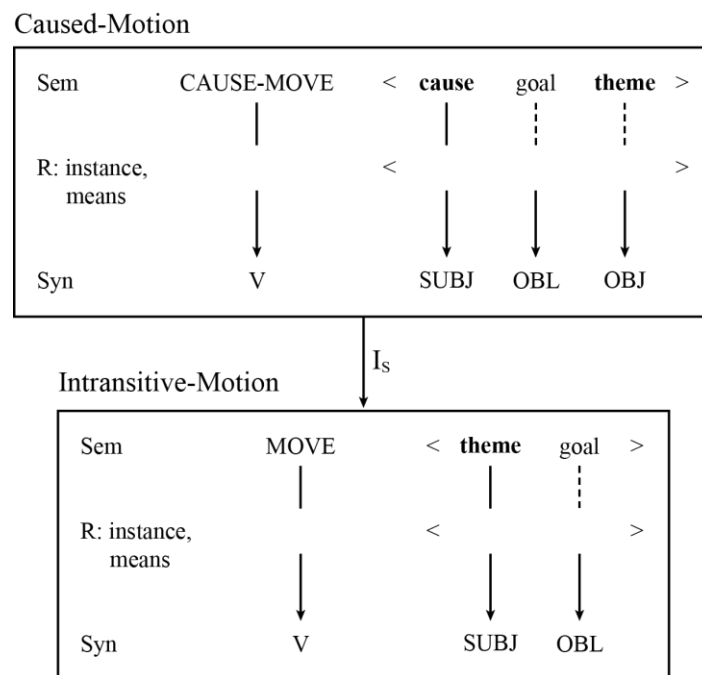 Caused-Motion
Sem CAUSE-MOVE < cause goal theme >
R: instance, < >
means
Syn V SUBJ OBL OBJ
I_S
Intransitive-Motion
Sem MOVE < theme goal >
R: instance, < >
means
Syn V SUBJ OBL